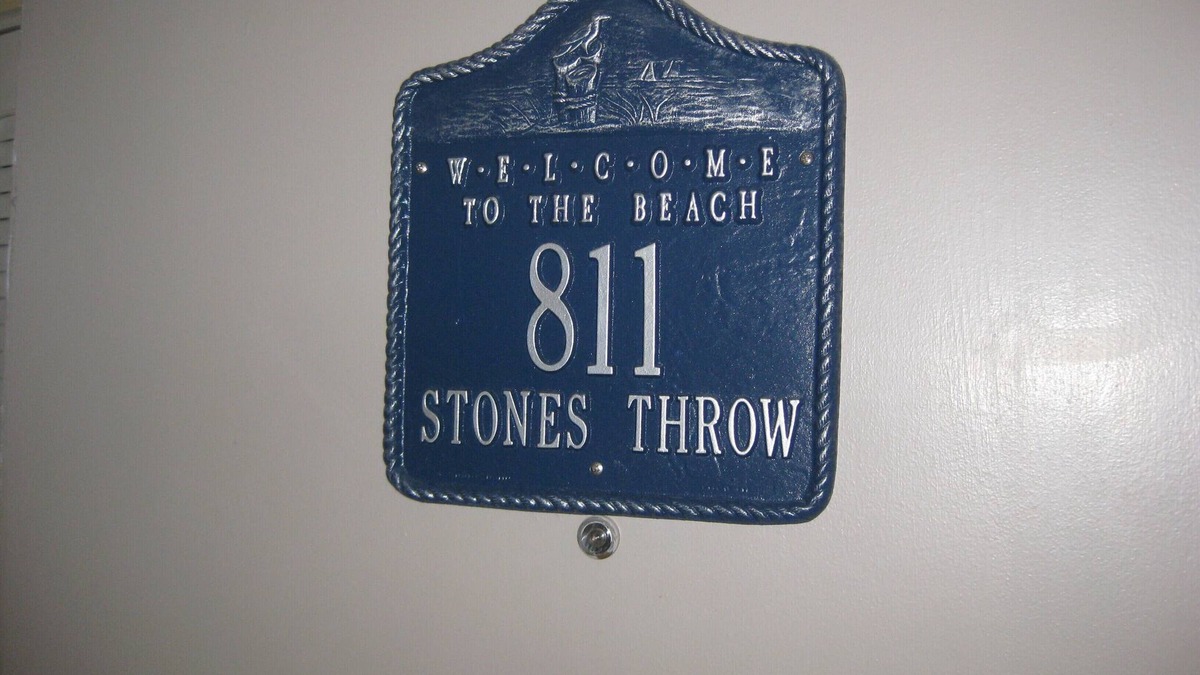 W·E·L·C·O·M·E
TO THE BEACH
811
STONES THROW